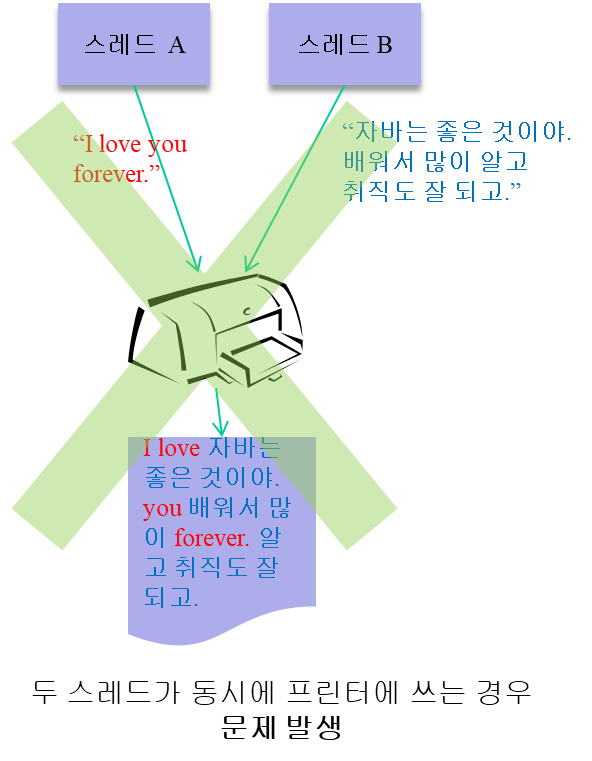 스레드 A
스레드 B
“I love you
forever.”
“자바는 좋은 것이야.
배워서 많이 알고
취직도 잘 되고.”
I love 자바는
좋은 것이야.
you 배워서 많
이 forever. 알
고 취직도 잘
되고.
두 스레드가 동시에 프린터에 쓰는 경우
문제 발생